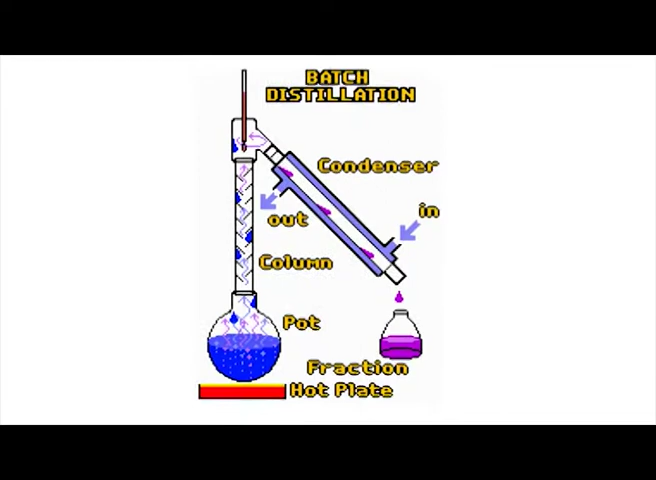 BATCH
DISTILLATION
Condenser
in
out
Column
Pot
Fraction
Hot Plate